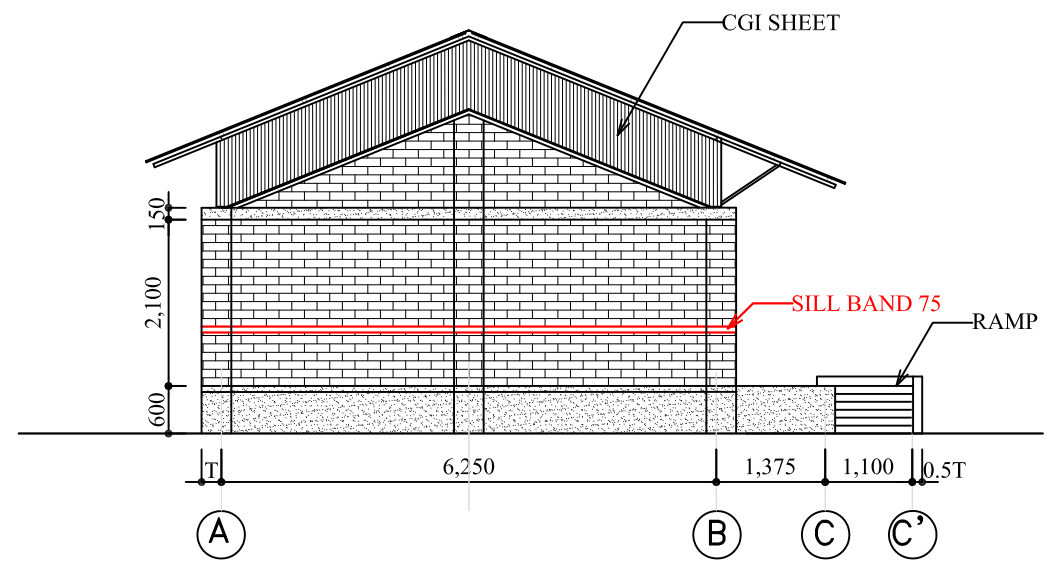 CGI SHEET
150
2,100
SILL BAND 75
RAMP
600
T
6,250
1,375
1,100
0.5T
A
B
C
C'